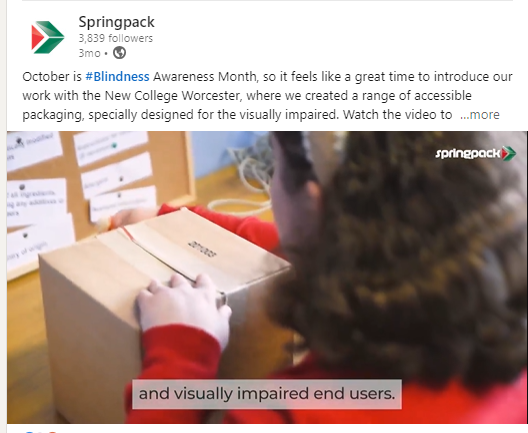 Springpack
3,839 followers
3mo •
October is #Blindness Awareness Month, so it feels like a great time to introduce our
work with the New College Worcester, where we created a range of accessible
packaging, specially designed for the visually impaired. Watch the video to ...more
springpack
and visually impaired end users.